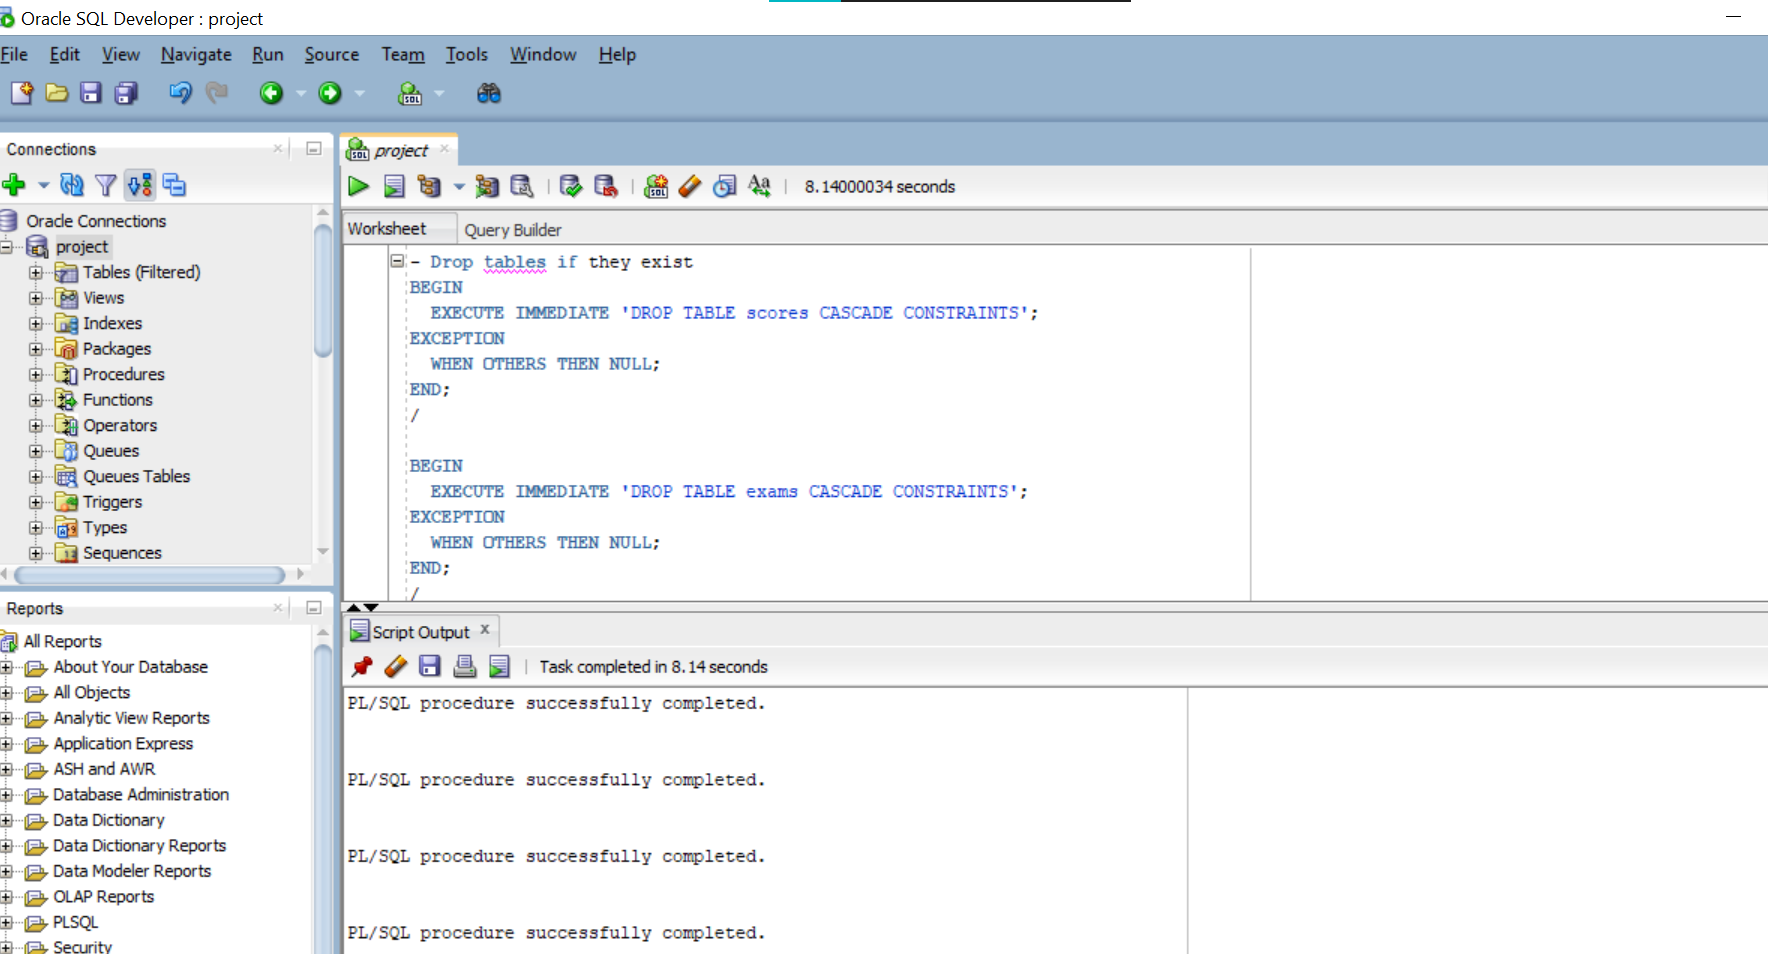 Oracle SQL Developer : project
File Edit View Navigate Run Source Team Tools Window Help
Connections
Oracle Connections
project
Tables (Filtered)
Views
Indexes
Packages
Procedures
Functions
Operators
Queues
Queues Tables
Triggers
Types
Sequences
Reports
All Reports
About Your Database
All Objects
Analytic View Reports
Application Express
ASH and AWR
Database Administration
Data Dictionary
Data Dictionary Reports
Data Modeler Reports
OLAP Reports
PLSQL
Security
project
8.14000034 seconds
Worksheet Query Builder
- Drop tables if they exist
BEGIN
EXECUTE IMMEDIATE 'DROP TABLE scores CASCADE CONSTRAINTS';
EXCEPTION
WHEN OTHERS THEN NULL;
END;
/
BEGIN
EXECUTE IMMEDIATE 'DROP TABLE exams CASCADE CONSTRAINTS';
EXCEPTION
WHEN OTHERS THEN NULL;
END;
/
Script Output x
Task completed in 8.14 seconds
PL/SQL procedure successfully completed.
PL/SQL procedure successfully completed.
PL/SQL procedure successfully completed.
PL/SQL procedure successfully completed.